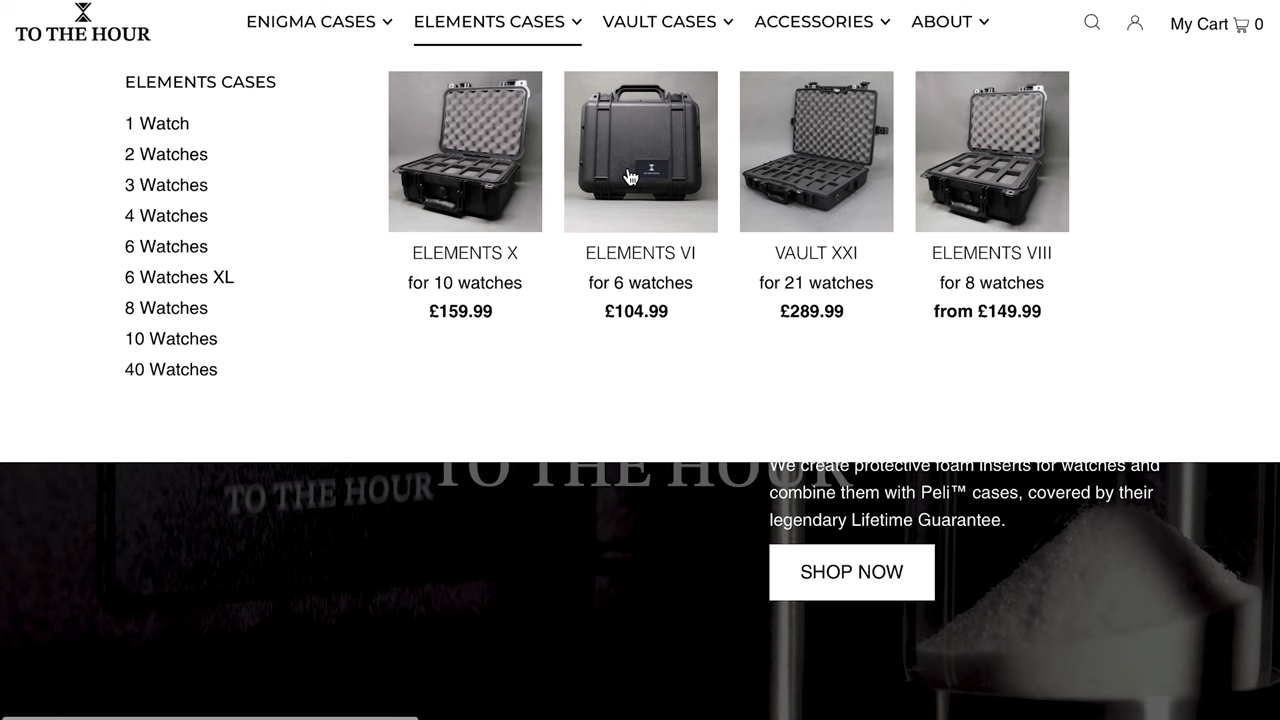 TO THE HOUR
ENIGMA CASES
ELEMENTS CASES
VAULT CASES
ACCESSORIES
ABOUT
My Cart 0
ELEMENTS CASES
1 Watch
2 Watches
3 Watches
4 Watches
6 Watches
6 Watches XL
8 Watches
10 Watches
40 Watches
ELEMENTS X
for 10 watches
£159.99
ELEMENTS VI
for 6 watches
£104.99
VAULT XXI
for 21 watches
£289.99
ELEMENTS VIII
for 8 watches
from £149.99
TO THE HOUR
TO THE HOUR
We create protective foam inserts for watches and
combine them with Peli™ cases, covered by their
legendary Lifetime Guarantee.
SHOP NOW